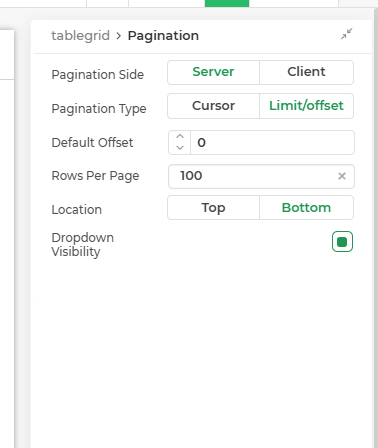 tablegrid > Pagination
Pagination Side Server Client
Pagination Type Cursor Limit/offset
Default Offset 0
Rows Per Page 100 ×
Location Top Bottom
Dropdown
Visibility